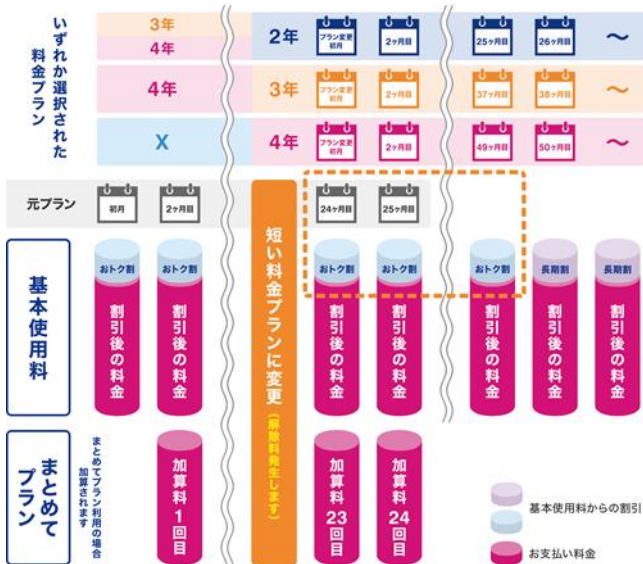 いずれか選択された
料金プラン
3年
4年
2年
プラン変更
初月
2ヶ月目
25ヶ月目
26ヶ月目
～
4年
3年
プラン変更
初月
2ヶ月目
37ヶ月目
38ヶ月目
～
X
4年
プラン変更
初月
2ヶ月目
49ヶ月目
50ヶ月目
～
元プラン
初月
2ヶ月目
24ヶ月目
25ヶ月目
短い料金プランに変更
(解除料発生します)
基本使用料
おトク割
割引後の料金
おトク割
割引後の料金
おトク割
割引後の料金
おトク割
割引後の料金
おトク割
割引後の料金
長期割
割引後の料金
長期割
割引後の料金
まとめて
プラン
まとめてプラン利用の場合
加算されます
加算料
1回目
加算料
23
回目
加算料
24
回目
基本使用料からの割引
お支払い料金